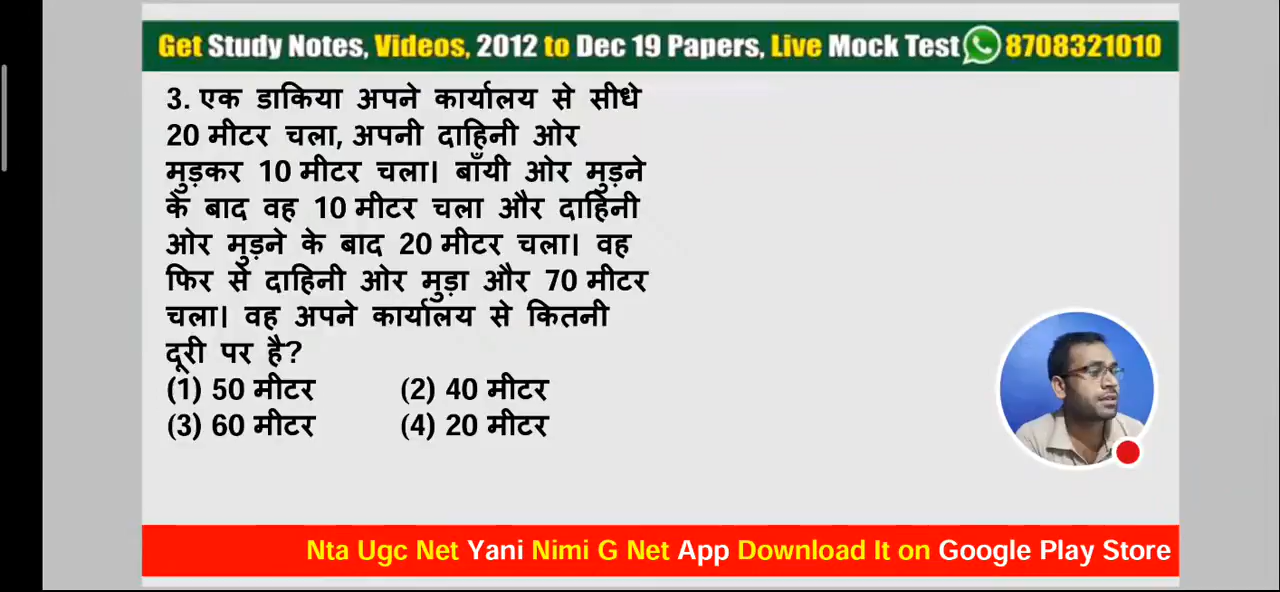 Get Study Notes, Videos, 2012 to Dec 19 Papers, Live Mock Test 8708321010
3. एक डाकिया अपने कार्यालय से सीधे
20 मीटर चला, अपनी दाहिनी ओर
मुड़कर 10 मीटर चला। बाँयी ओर मुड़ने
के बाद वह 10 मीटर चला और दाहिनी
ओर मुड़ने के बाद 20 मीटर चला। वह
फिर से दाहिनी ओर मुड़ा और 70 मीटर
चला। वह अपने कार्यालय से कितनी
दूरी पर है?
(1) 50 मीटर (2) 40 मीटर
(3) 60 मीटर (4) 20 मीटर
Nta Ugc Net Yani Nimi G Net App Download It on Google Play Store